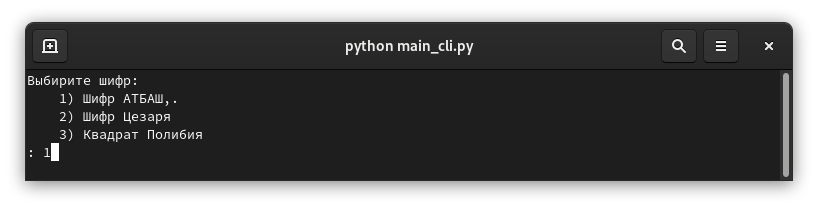 python main_cli.py
Выбирите шифр:
1) Шифр АТБАШ,.
2) Шифр Цезаря
3) Квадрат Полибия
: 1